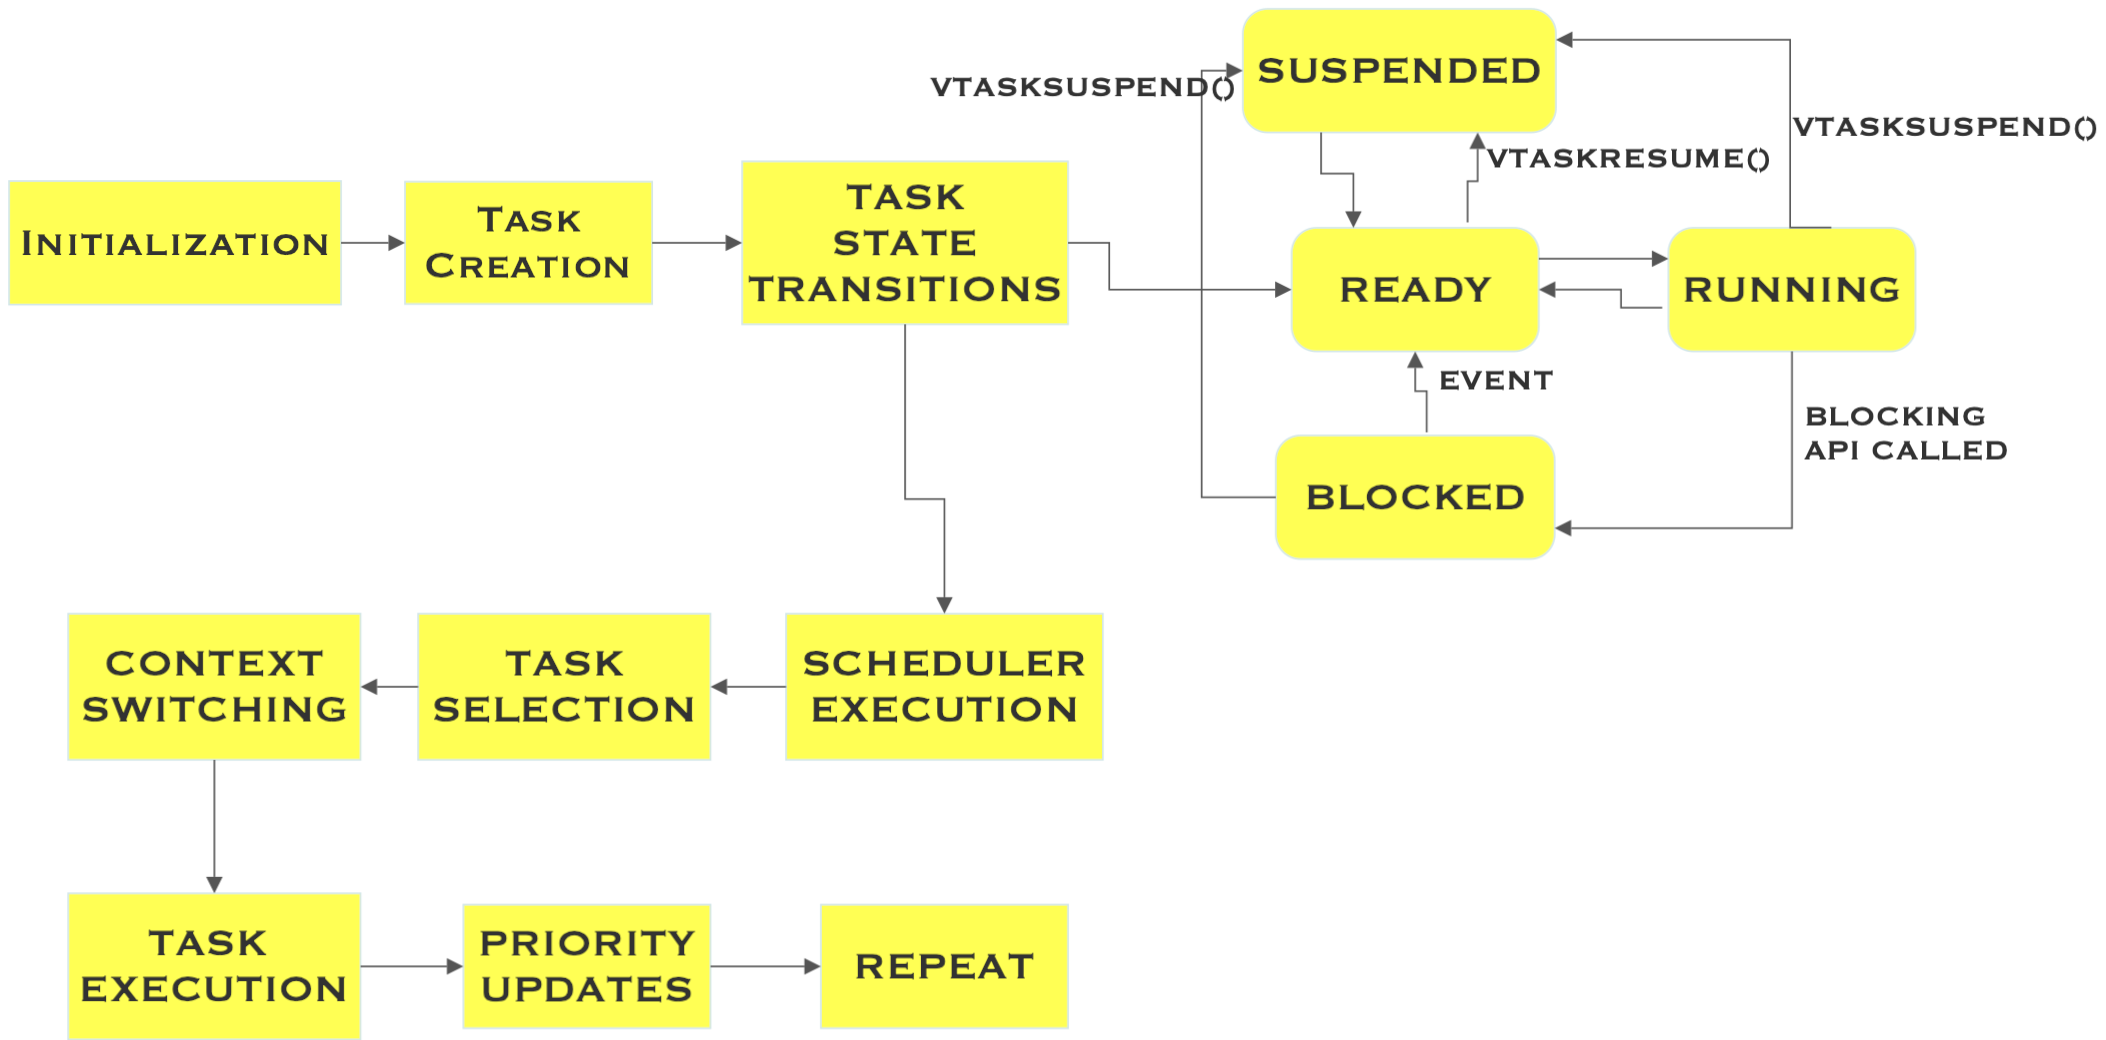 SUSPENDED
VTASKSUSPEND()
VTASKSUSPEND()
VTASKRESUME()
INITIALIZATION
TASK
CREATION
TASK
STATE
TRANSITIONS
READY
RUNNING
EVENT
BLOCKING
API CALLED
BLOCKED
CONTEXT
SWITCHING
TASK
SELECTION
SCHEDULER
EXECUTION
TASK
EXECUTION
PRIORITY
UPDATES
REPEAT